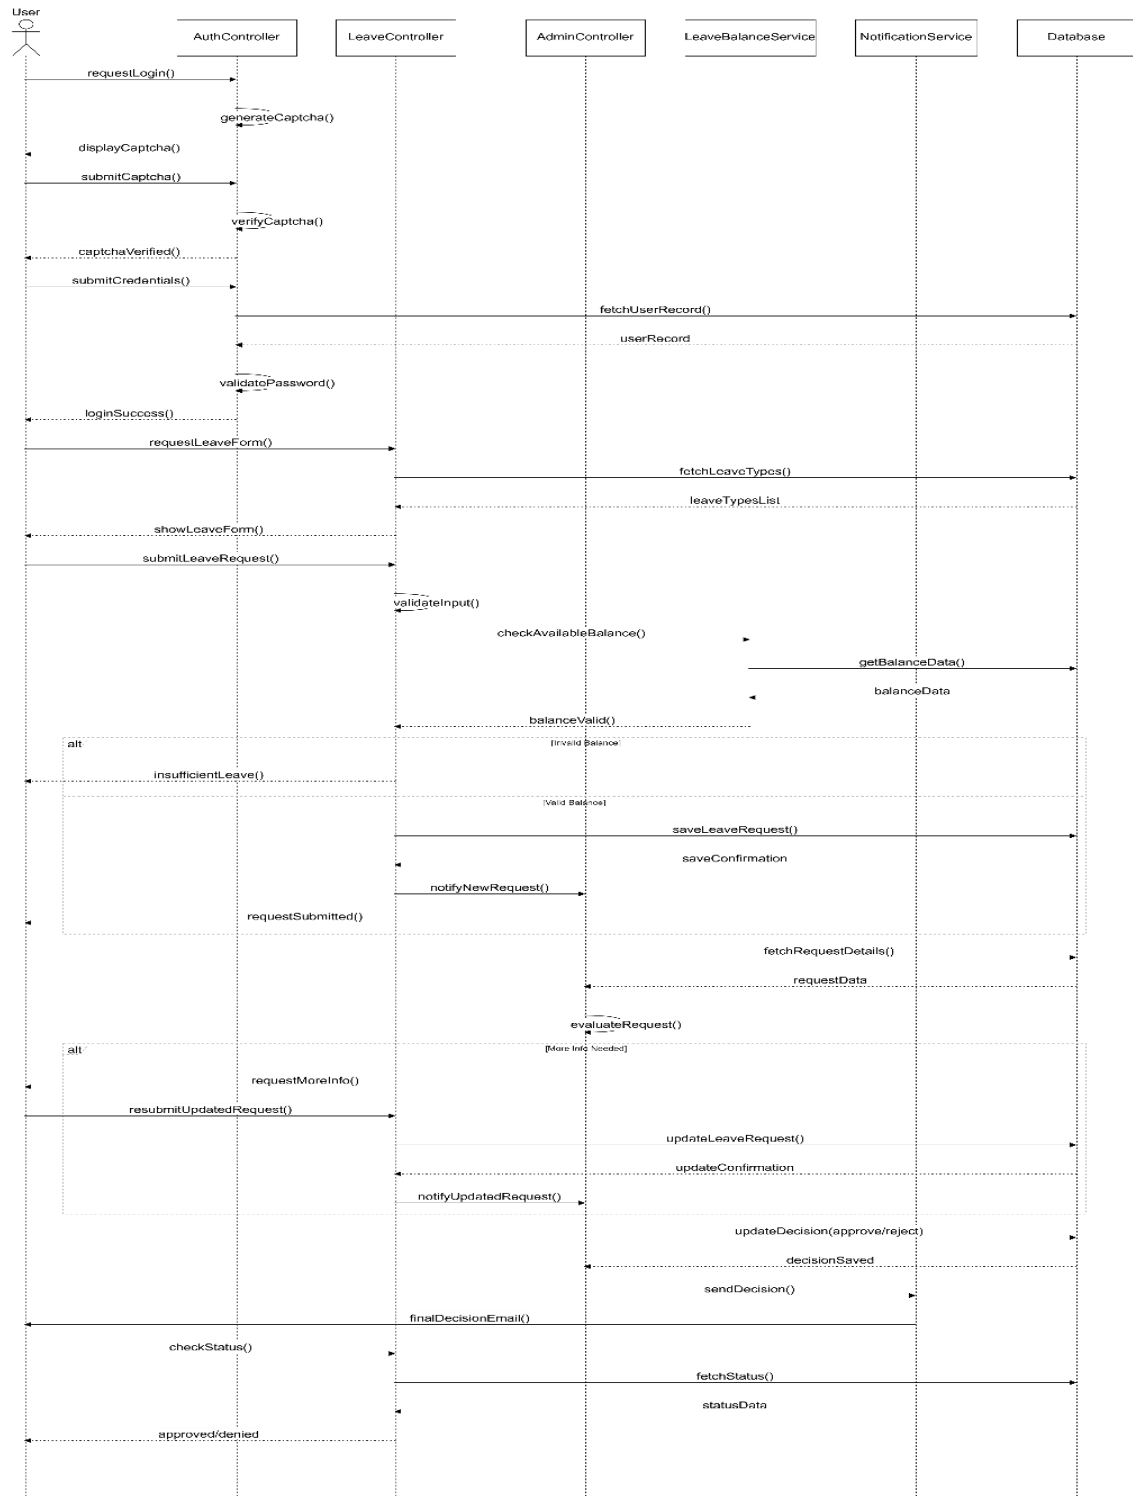 User
AuthController
LeaveController
AdminController
LeaveBalanceService
NotificationService
Database
requestLogin()
generateCaptcha()
displayCaptcha()
submitCaptcha()
verifyCaptcha()
captchaVerified()
submitCredentials()
fetchUserRecord()
userRecord
validatePassword()
loginSuccess()
requestLeaveForm()
fetchLeaveTypes()
leaveTypesList
showLeaveForm()
submitLeaveRequest()
validateInput()
checkAvailableBalance()
getBalanceData()
balanceData
balanceValid()
alt
[Invalid Balance]
insufficientLeave()
[Valid Balance]
saveLeaveRequest()
saveConfirmation
notifyNewRequest()
requestSubmitted()
fetchRequestDetails()
requestData
evaluateRequest()
alt
[More Info Needed]
requestMoreInfo()
resubmitUpdatedRequest()
updateLeaveRequest()
updateConfirmation
notifyUpdatedRequest()
updateDecision(approve/reject)
decisionSaved
sendDecision()
finalDecisionEmail()
checkStatus()
fetchStatus()
statusData
approved/denied